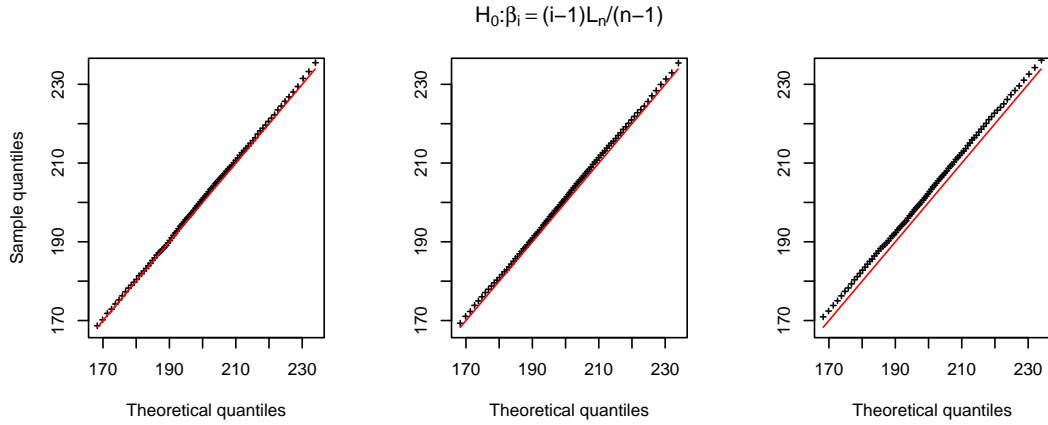 H₀:βᵢ = (i−1)Lₙ/(n−1)
Sample quantiles
230
210
190
170
170 190 210 230
Theoretical quantiles
230
210
190
170
170 190 210 230
Theoretical quantiles
230
210
190
170
170 190 210 230
Theoretical quantiles